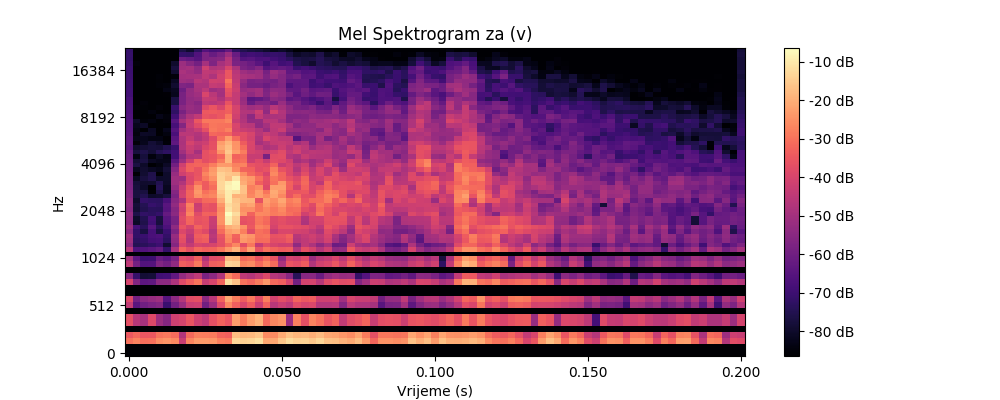 Mel Spektrogram za (v)
Hz
16384
8192
4096
2048
1024
512
0
0.000 0.050 0.100 0.150 0.200
Vrijeme (s)
-10 dB
-20 dB
-30 dB
-40 dB
-50 dB
-60 dB
-70 dB
-80 dB